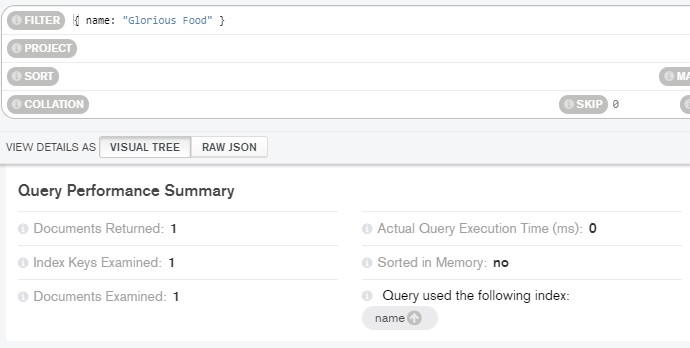 FILTER { name: "Glorious Food" }
PROJECT
SORT
COLLATION SKIP 0
VIEW DETAILS AS VISUAL TREE RAW JSON
Query Performance Summary
Documents Returned: 1 Actual Query Execution Time (ms): 0
Index Keys Examined: 1 Sorted in Memory: no
Documents Examined: 1 Query used the following index:
name